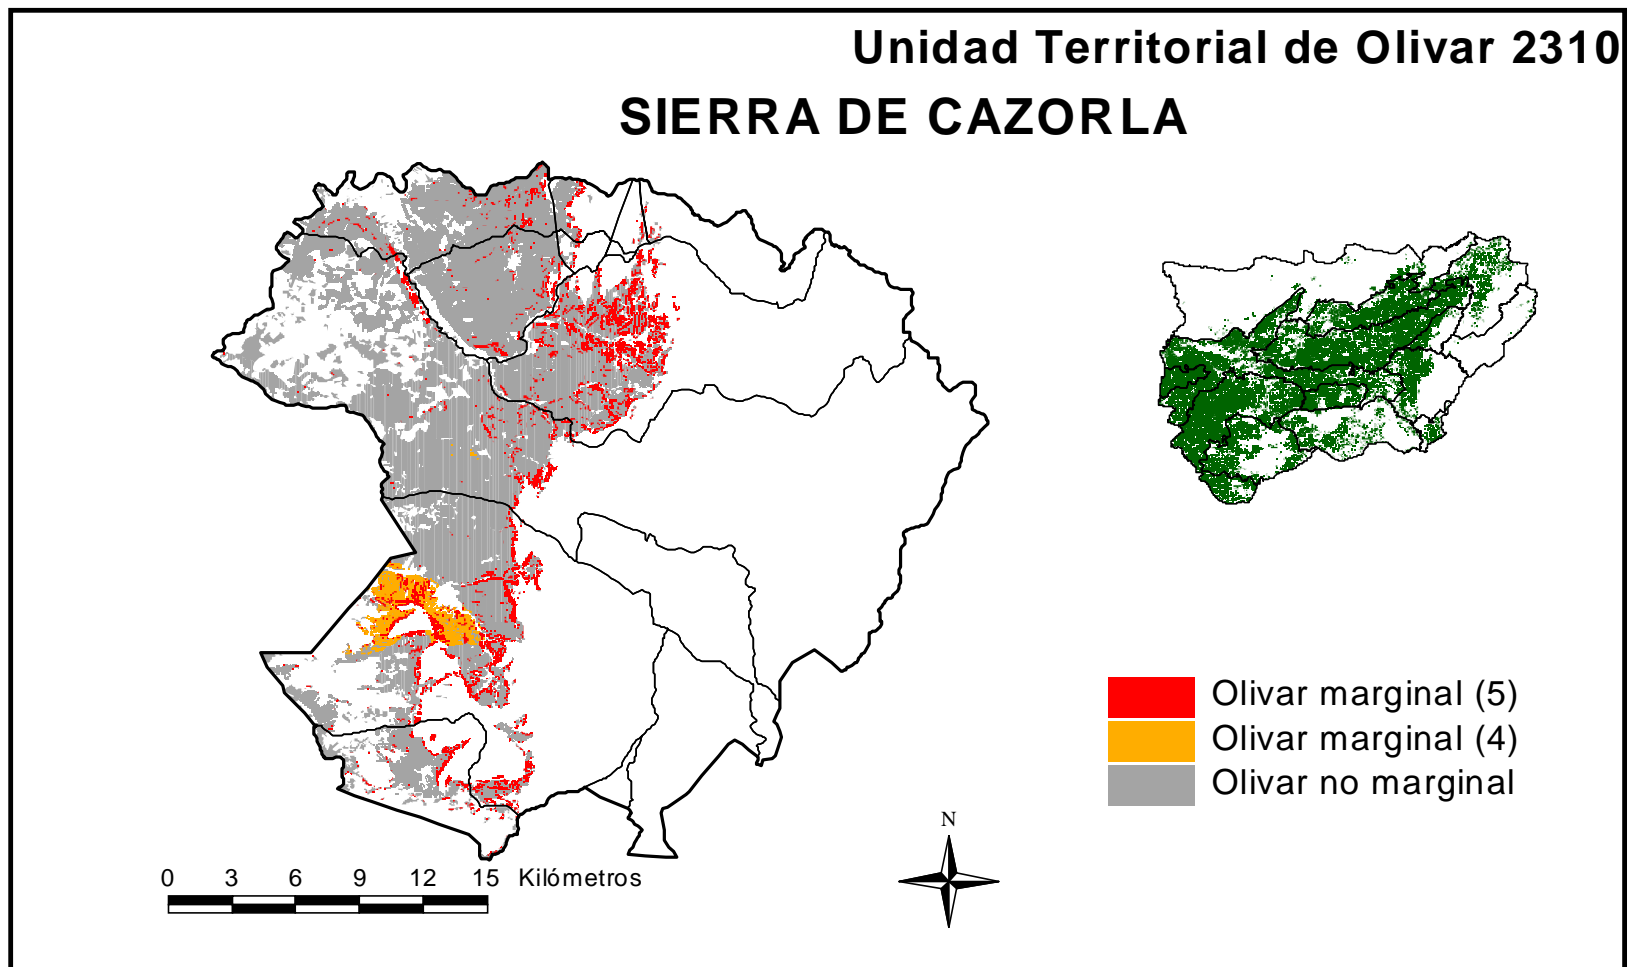 Unidad Territorial de Olivar 2310
SIERRA DE CAZORLA
Olivar marginal (5)
Olivar marginal (4)
Olivar no marginal
N
0 3 6 9 12 15 Kilómetros